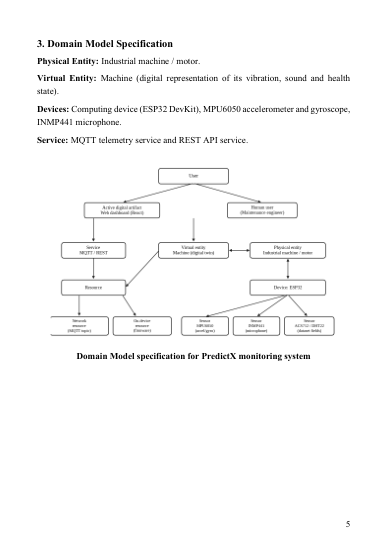 3. Domain Model Specification
Physical Entity: Industrial machine / motor.
Virtual Entity: Machine (digital representation of its vibration, sound and health
state).
Devices: Computing device (ESP32 DevKit), MPU6050 accelerometer and gyroscope,
INMP441 microphone.
Service: MQTT telemetry service and REST API service.
User
Active digital artifact
Web dashboard (React)
Human user
(Maintenance engineer)
Service
MQTT / REST
Virtual entity
Machine (digital twin)
Physical entity
Industrial machine / motor
Resource
Device: ESP32
Network
resource
(MQTT topic)
On-device
resource
Sensor
MPU6050
(accel/gyro)
Sensor
INMP441
(microphone)
Sensor
Domain Model specification for PredictX monitoring system
5